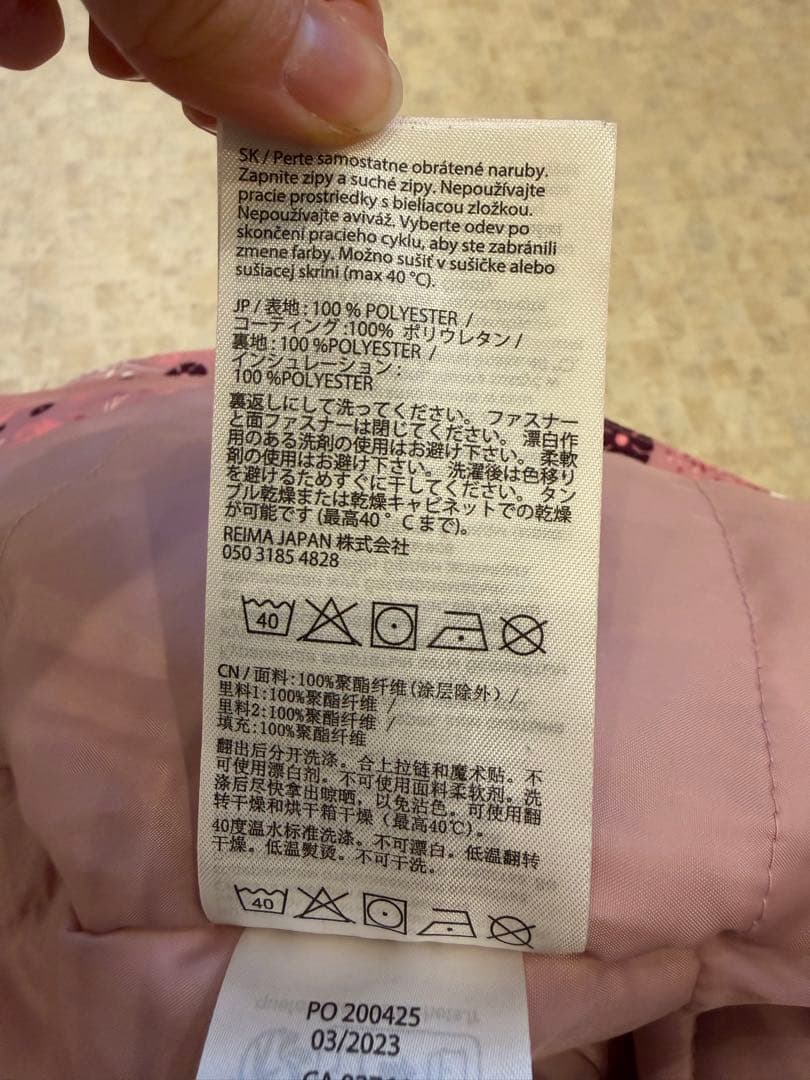 SK / Perte samostatne obrátené naruby.
Zapnite zipy a suché zipy. Nepoužívajte
pracie prostriedky s bieliacou zložkou.
Nepoužívajte aviváž. Vyberte odev po
skončení pracieho cyklu, aby ste zabránili
zmene farby. Možno sušiť v sušičke alebo
sušiacej skrini (max 40 °C).
JP / 表地 : 100 % POLYESTER /
コーティング :100% ポリウレタン /
裏地 : 100 %POLYESTER /
インシュレーション :
100 %POLYESTER
裏返しにして洗ってください。 ファスナー
と面ファスナーは閉じてください。 漂白作
用のある洗剤の使用はお避け下さい。 柔軟
剤の使用はお避け下さい。 洗濯後は色移り
を避けるためすぐに干してください。 タン
ブル乾燥または乾燥キャビネットでの乾燥
が可能です (最高40 ° C まで)。
REIMA JAPAN 株式会社
050 3185 4828
40
CN / 面料:100%聚酯纤维(涂层除外) /
里料1:100%聚酯纤维 /
里料2:100%聚酯纤维 /
填充:100%聚酯纤维
翻出后分开洗涤。合上拉链和魔术贴。不
可使用漂白剂。不可使用面料柔软剂。洗
涤后尽快拿出晾晒，以免沾色。可使用翻
转干燥和烘干箱干燥（最高40℃）。
40度温水标准洗涤。不可漂白。低温翻转
干燥。低温熨烫。不可干洗。
40
PO 200425
03/2023